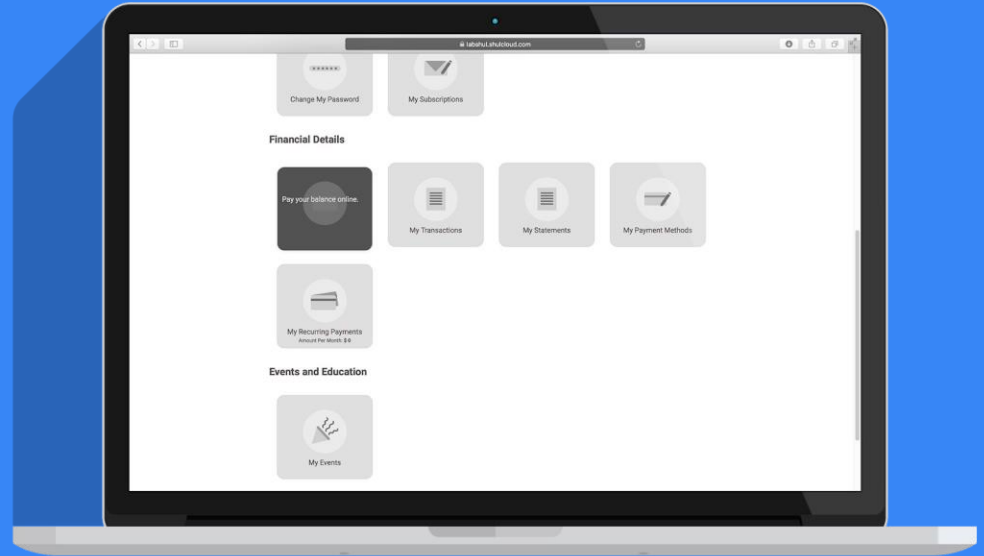 labshul.shulcloud.com
Change My Password
My Subscriptions
Financial Details
Pay your balance online.
My Transactions
My Statements
My Payment Methods
My Recurring Payments
Amount Per Month $6
Events and Education
My Events